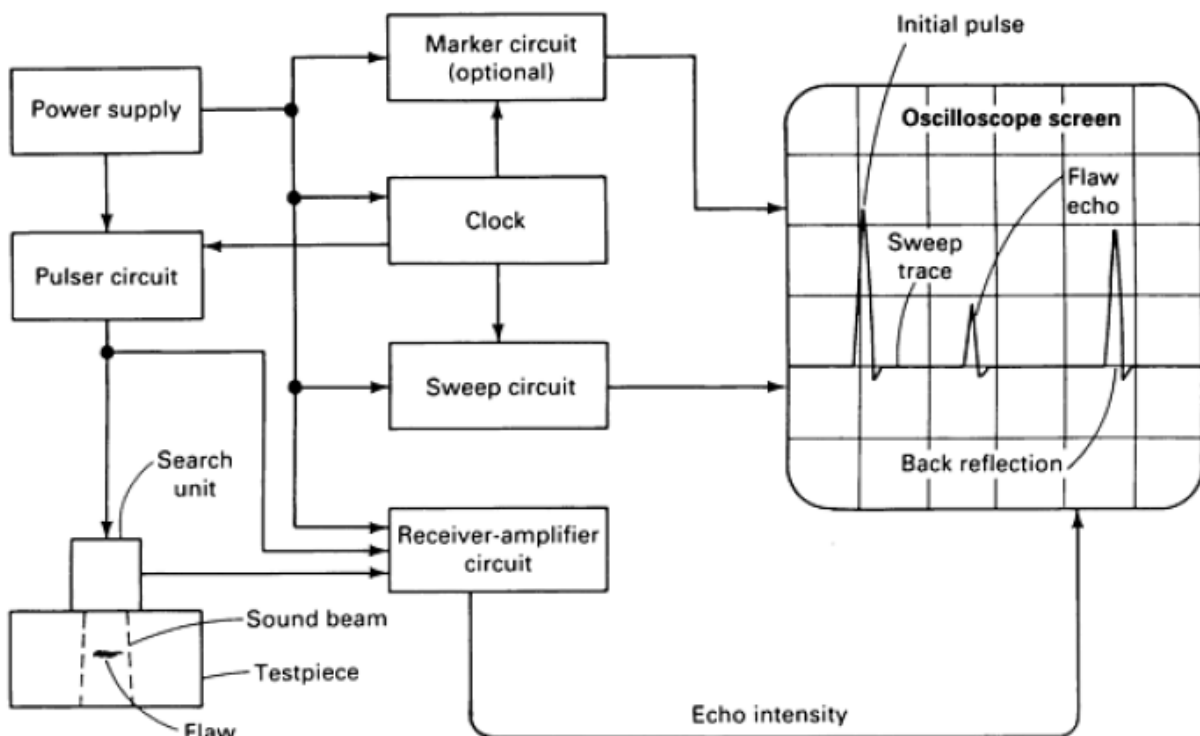 Initial pulse
Marker circuit
(optional)
Power supply
Oscilloscope screen
Clock
Flaw
echo
Pulser circuit
Sweep
trace
Sweep circuit
Search
unit
Back reflection
Receiver-amplifier
circuit
Sound beam
Testpiece
Flaw
Echo intensity